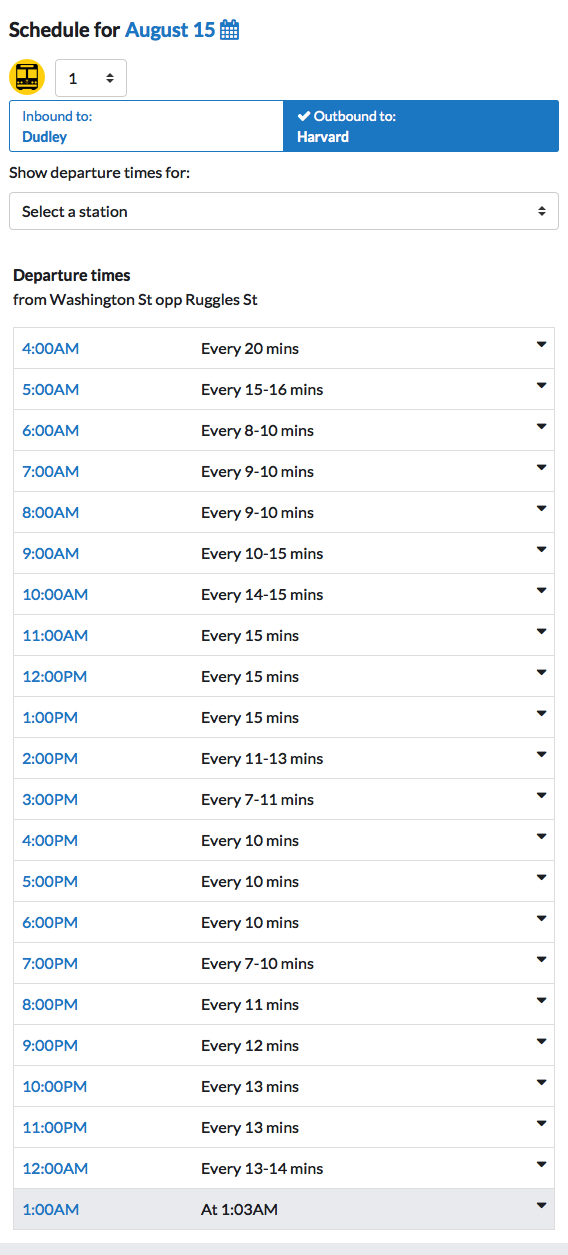 Schedule for August 15
1
Inbound to:
Dudley
Outbound to:
Harvard
Show departure times for:
Select a station
Departure times
from Washington St opp Ruggles St
4:00AM Every 20 mins
5:00AM Every 15-16 mins
6:00AM Every 8-10 mins
7:00AM Every 9-10 mins
8:00AM Every 9-10 mins
9:00AM Every 10-15 mins
10:00AM Every 14-15 mins
11:00AM Every 15 mins
12:00PM Every 15 mins
1:00PM Every 15 mins
2:00PM Every 11-13 mins
3:00PM Every 7-11 mins
4:00PM Every 10 mins
5:00PM Every 10 mins
6:00PM Every 10 mins
7:00PM Every 7-10 mins
8:00PM Every 11 mins
9:00PM Every 12 mins
10:00PM Every 13 mins
11:00PM Every 13 mins
12:00AM Every 13-14 mins
1:00AM At 1:03AM